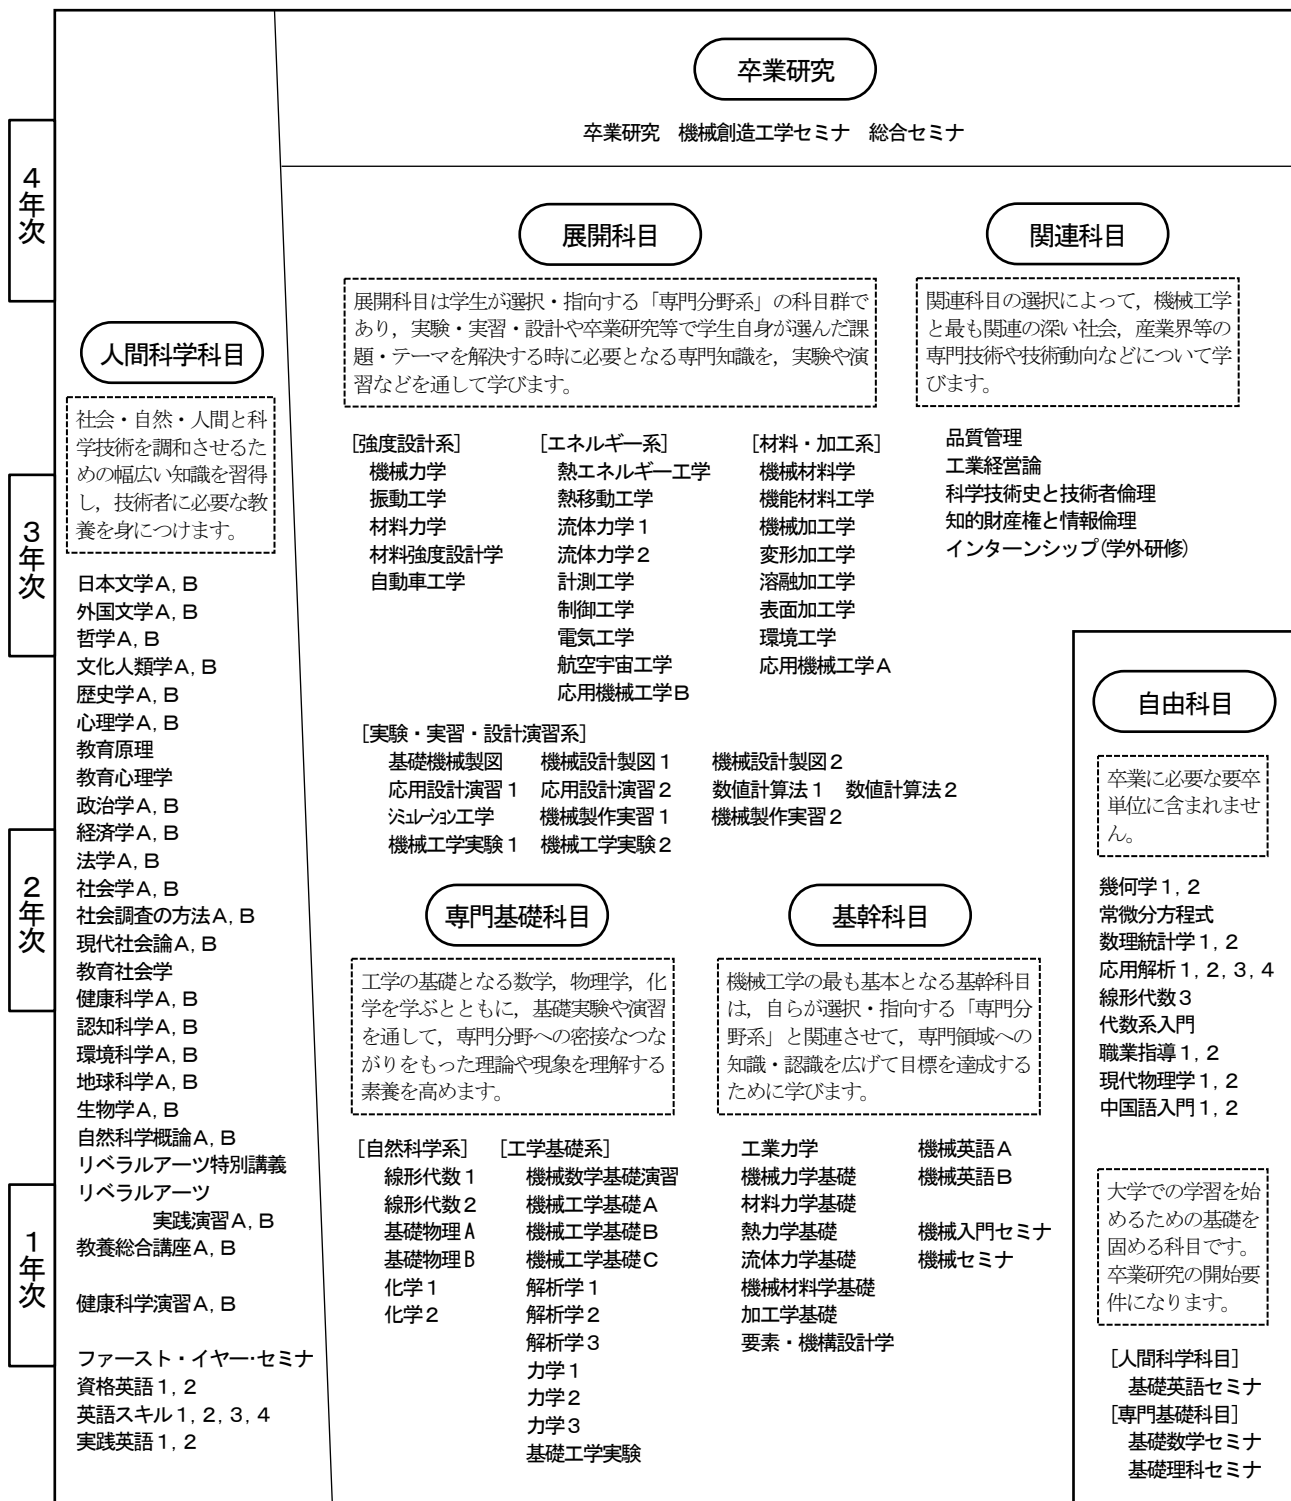 卒業研究
卒業研究 機械創造工学セミナ 総合セミナ
4年次
3年次
2年次
1年次
人間科学科目
社会・自然・人間と科
学技術を調和させるた
めの幅広い知識を習得
し，技術者に必要な教
養を身につけます。
日本文学A, B
外国文学A, B
哲学A, B
文化人類学A, B
歴史学A, B
心理学A, B
教育原理
教育心理学
政治学A, B
経済学A, B
法学A, B
社会学A, B
社会調査の方法A, B
現代社会論A, B
教育社会学
健康科学A, B
認知科学A, B
環境科学A, B
地球科学A, B
生物学A, B
自然科学概論A, B
リベラルアーツ特別講義
リベラルアーツ
実践演習A, B
教養総合講座A, B
健康科学演習A, B
ファースト・イヤー・セミナ
資格英語1, 2
英語スキル1, 2, 3, 4
実践英語1, 2
展開科目
展開科目は学生が選択・指向する「専門分野系」の科目群で
あり，実験・実習・設計や卒業研究等で学生自身が選んだ課
題・テーマを解決する時に必要となる専門知識を，実験や演
習などを通して学びます。
[強度設計系]
機械力学
振動工学
材料力学
材料強度設計学
自動車工学
[エネルギー系]
熱エネルギー工学
熱移動工学
流体力学1
流体力学2
計測工学
制御工学
電気工学
航空宇宙工学
応用機械工学B
[材料・加工系]
機械材料学
機能材料工学
機械加工学
変形加工学
溶融加工学
表面加工学
環境工学
応用機械工学A
[実験・実習・設計演習系]
基礎機械製図 機械設計製図1 機械設計製図2
応用設計演習1 応用設計演習2 数値計算法1 数値計算法2
シミュレーション工学 機械製作実習1 機械製作実習2
機械工学実験1 機械工学実験2
関連科目
関連科目の選択によって，機械工学
と最も関連の深い社会，産業界等の
専門技術や技術動向などについて学
びます。
品質管理
工業経営論
科学技術史と技術者倫理
知的財産権と情報倫理
インターンシップ(学外研修)
専門基礎科目
工学の基礎となる数学，物理学，化
学を学ぶとともに，基礎実験や演習
を通して，専門分野への密接なつな
がりをもった理論や現象を理解する
素養を高めます。
[自然科学系]
線形代数1
線形代数2
基礎物理A
基礎物理B
化学1
化学2
[工学基礎系]
機械数学基礎演習
機械工学基礎A
機械工学基礎B
機械工学基礎C
解析学1
解析学2
解析学3
力学1
力学2
力学3
基礎工学実験
基幹科目
機械工学の最も基本となる基幹科目
は，自らが選択・指向する「専門分
野系」と関連させて，専門領域への
知識・認識を広げて目標を達成する
ために学びます。
工業力学
機械力学基礎
材料力学基礎
熱力学基礎
流体力学基礎
機械材料学基礎
加工学基礎
要素・機構設計学
機械英語A
機械英語B
機械入門セミナ
機械セミナ
自由科目
卒業に必要な要卒
単位に含まれませ
ん。
幾何学1, 2
常微分方程式
数理統計学1, 2
応用解析1, 2, 3, 4
線形代数3
代数系入門
職業指導1, 2
現代物理学1, 2
中国語入門1, 2
大学での学習を始
めるための基礎を
固める科目です。
卒業研究の開始要
件になります。
[人間科学科目]
基礎英語セミナ
[専門基礎科目]
基礎数学セミナ
基礎理科セミナ